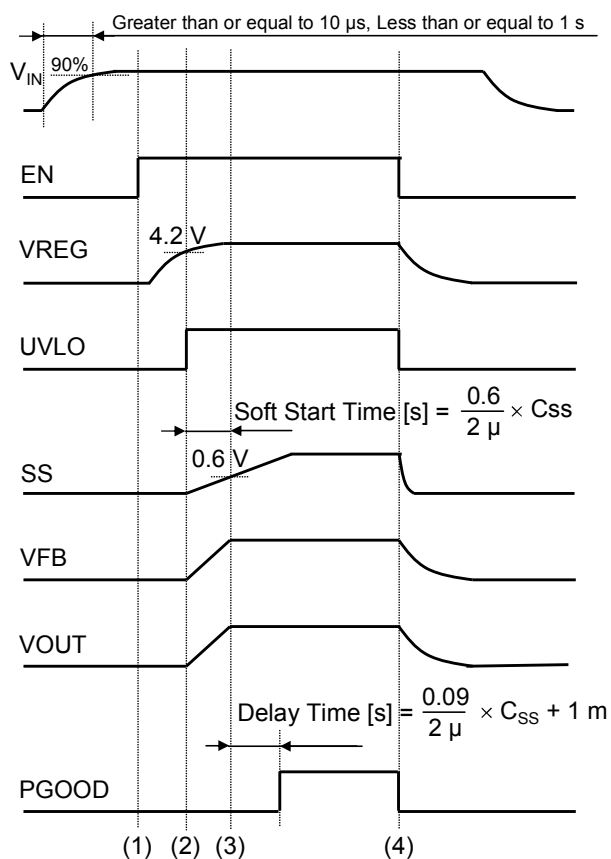 Greater than or equal to 10 µs, Less than or equal to 1 s
VIN
90%
EN
VREG
4.2 V
UVLO
Soft Start Time [s] = 0.6 / 2 µ × Css
0.6 V
SS
VFB
VOUT
Delay Time [s] = 0.09 / 2 µ × CSS + 1 m
PGOOD
(1) (2) (3) (4)